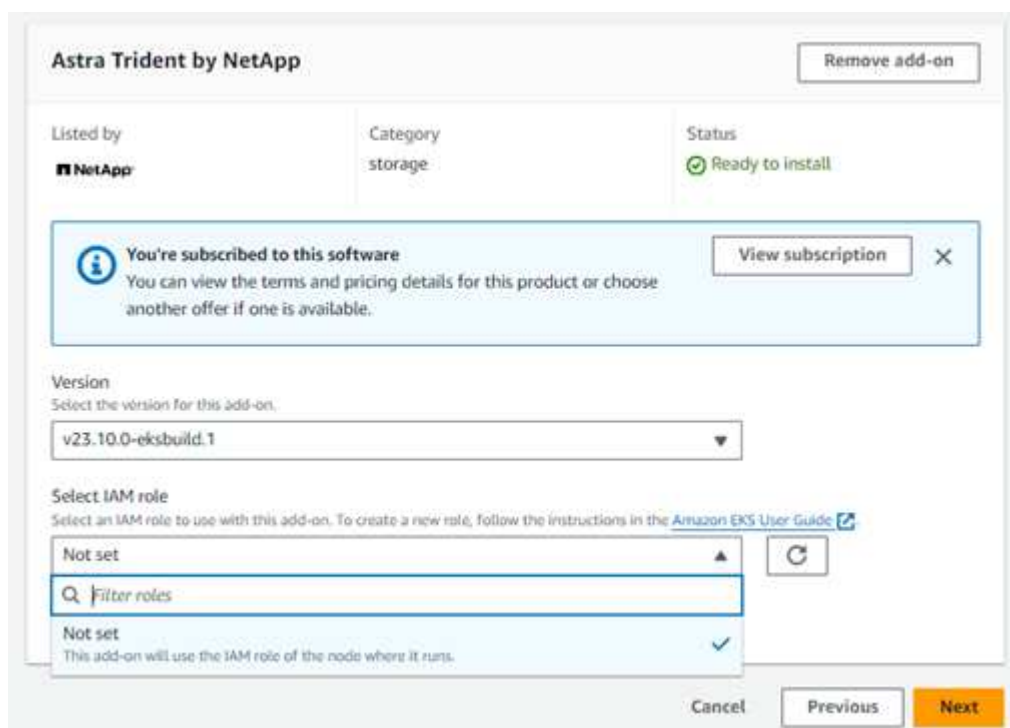 Astra Trident by NetApp
Remove add-on
Listed by
NetApp
Category
storage
Status
Ready to install
You're subscribed to this software
You can view the terms and pricing details for this product or choose
another offer if one is available.
View subscription
Version
Select the version for this add-on.
v23.10.0-eksbuild.1
Select IAM role
Select an IAM role to use with this add-on. To create a new role, follow the instructions in the Amazon EKS User Guide.
Not set
Filter roles
Not set
This add-on will use the IAM role of the node where it runs.
Cancel
Previous
Next